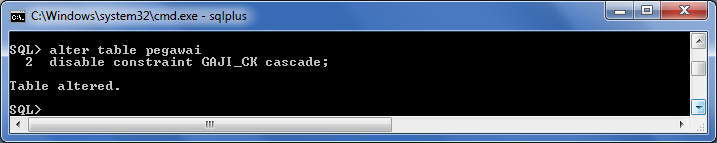 C:\Windows\system32\cmd.exe - sqlplus
SQL> alter table pegawai
  2  disable constraint GAJI_CK cascade;
Table altered.
SQL>